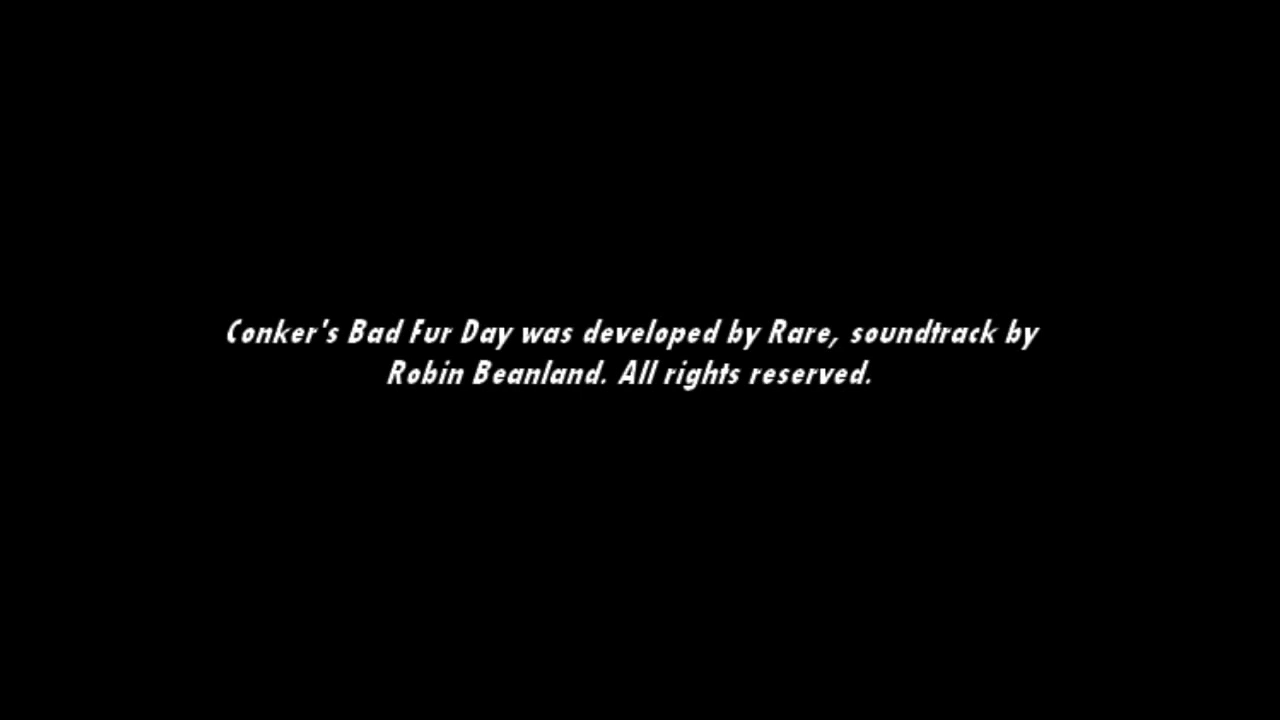 Conker's Bad Fur Day was developed by Rare, soundtrack by
Robin Beanland. All rights reserved.